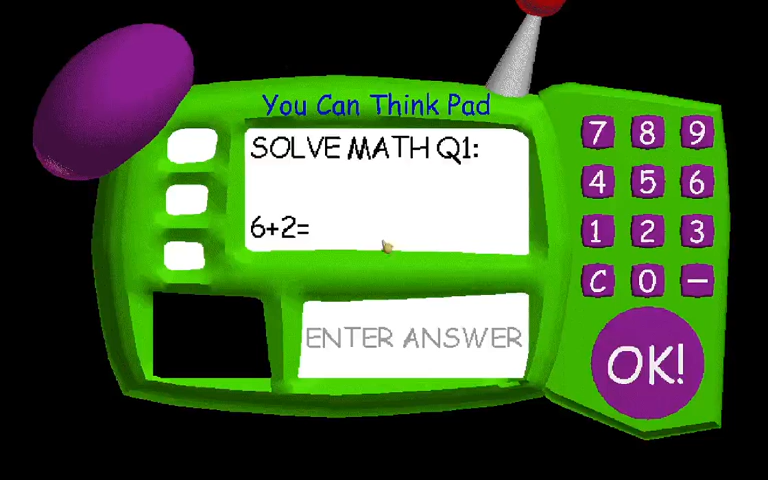 You Can Think Pad
SOLVE MATH Q1:
6+2=
ENTER ANSWER
7 8 9
4 5 6
1 2 3
C 0 −
OK!